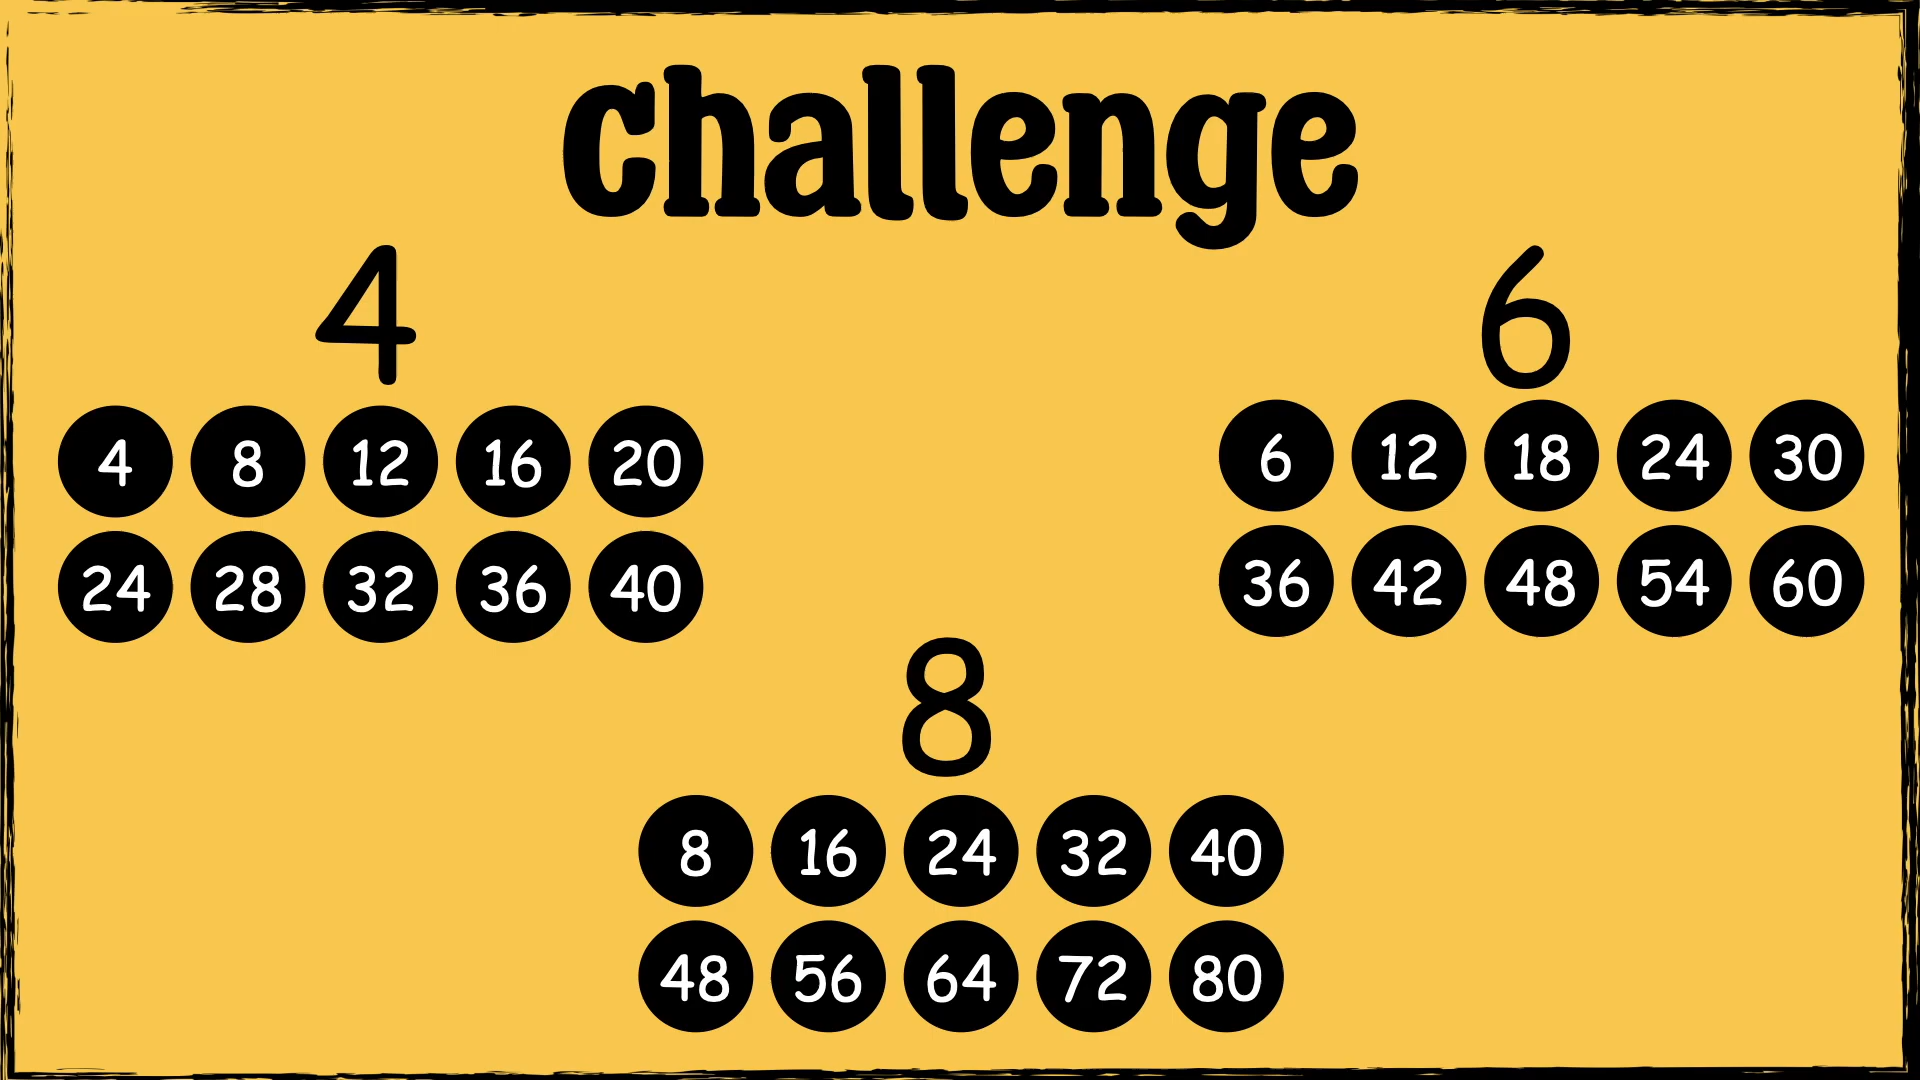 Challenge
4
4 8 12 16 20
24 28 32 36 40
6
6 12 18 24 30
36 42 48 54 60
8
8 16 24 32 40
48 56 64 72 80